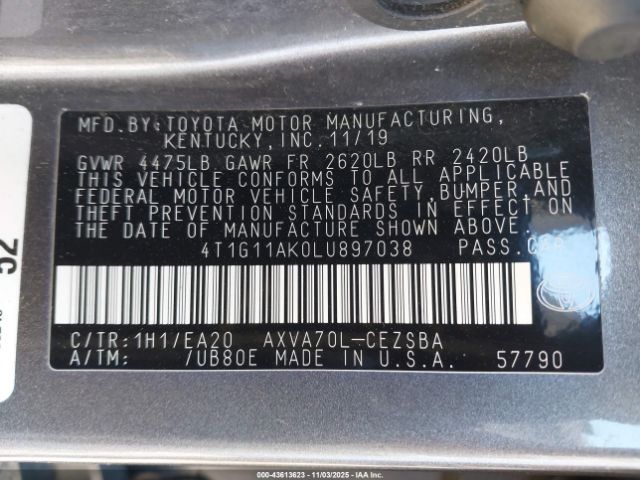 MFD.BY:TOYOTA MOTOR MANUFACTURING,
KENTUCKY,INC.11/19
GVWR 4475LB GAWR FR 2620LB RR 2420LB
THIS VEHICLE CONFORMS TO ALL APPLICABLE
FEDERAL MOTOR VEHICLE SAFETY,BUMPER,AND
THEFT PREVENTION STANDARDS IN EFFECT ON
THE DATE OF MANUFACTURE SHOWN ABOVE.
4T1G11AK0LU897038 PASS.CAR
C/TR:1H1/EA20 AXVA70L-CEZSBA
A/TM: /UB80E MADE IN U.S.A. 57790
52
000-43613623 - 11/03/2025 - IAAI.com